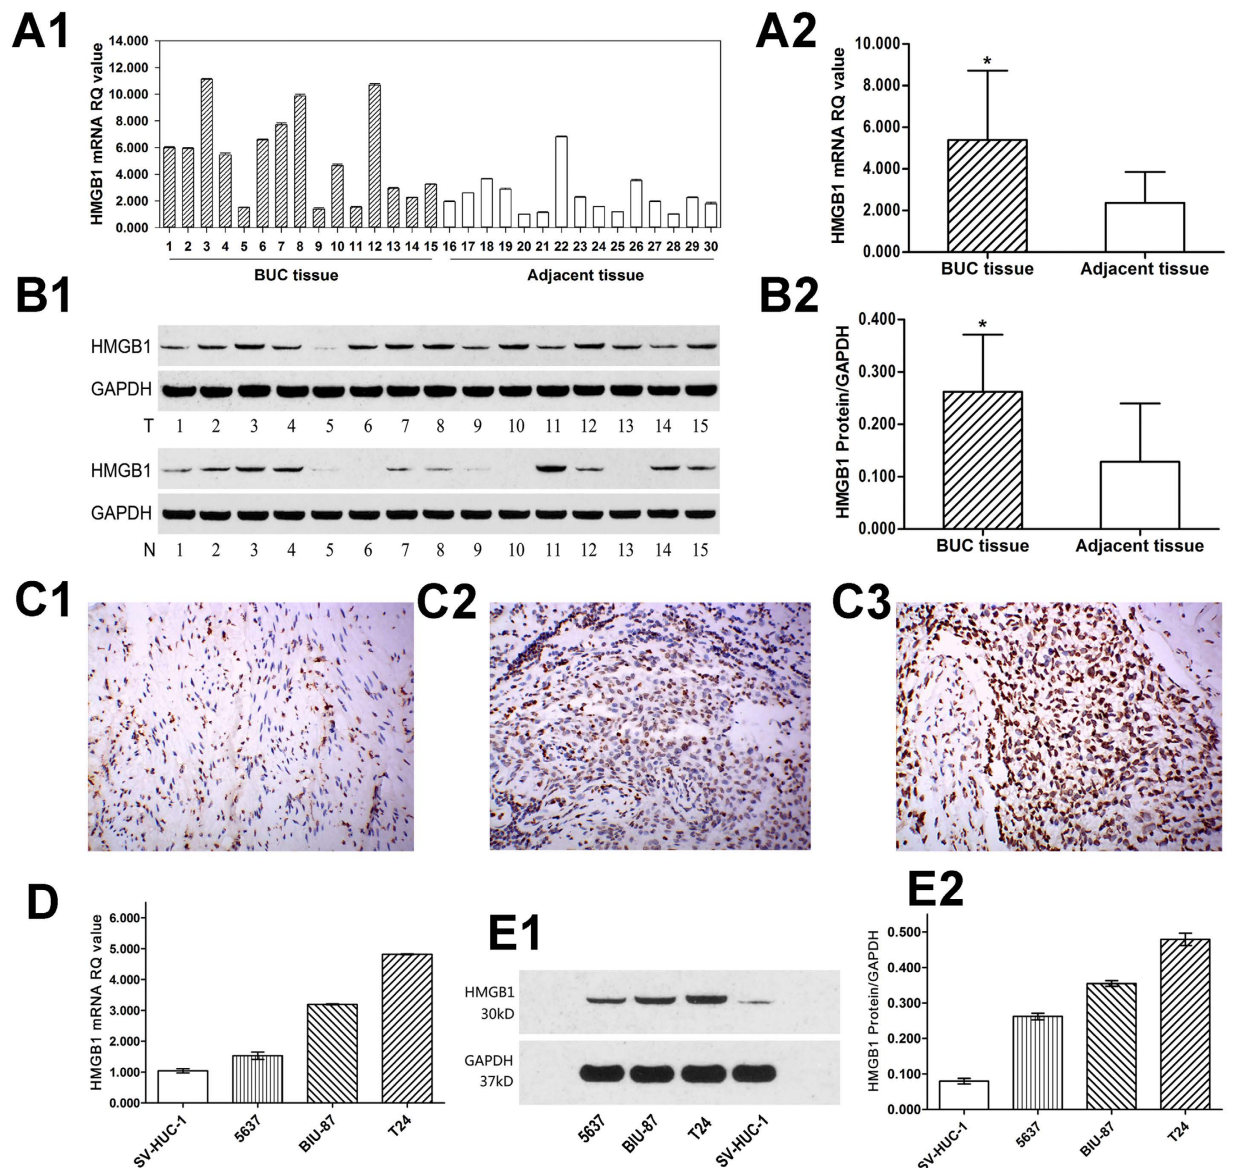 A1
HMGB1 mRNA RQ value
14.000
12.000
10.000
8.000
6.000
4.000
2.000
0.000
1 2 3 4 5 6 7 8 9 10 11 12 13 14 15 16 17 18 19 20 21 22 23 24 25 26 27 28 29 30
BUC tissue Adjacent tissue
A2
HMGB1 mRNA RQ value
10.000
8.000
6.000
4.000
2.000
0.000
*
BUC tissue Adjacent tissue
B1
HMGB1
GAPDH
T 1 2 3 4 5 6 7 8 9 10 11 12 13 14 15
HMGB1
GAPDH
N 1 2 3 4 5 6 7 8 9 10 11 12 13 14 15
B2
HMGB1 Protein/GAPDH
0.400
0.300
0.200
0.100
0.000
*
BUC tissue Adjacent tissue
C1
C2
C3
D
HMGB1 mRNA RQ value
6.000
5.000
4.000
3.000
2.000
1.000
0.000
SV-HUC-1 5637 BIU-87 T24
E1
HMGB1
30kD
GAPDH
37kD
5637 BIU-87 T24 SV-HUC-1
E2
HMGB1 Protein/GAPDH
0.500
0.400
0.300
0.200
0.100
0.000
SV-HUC-1 5637 BIU-87 T24